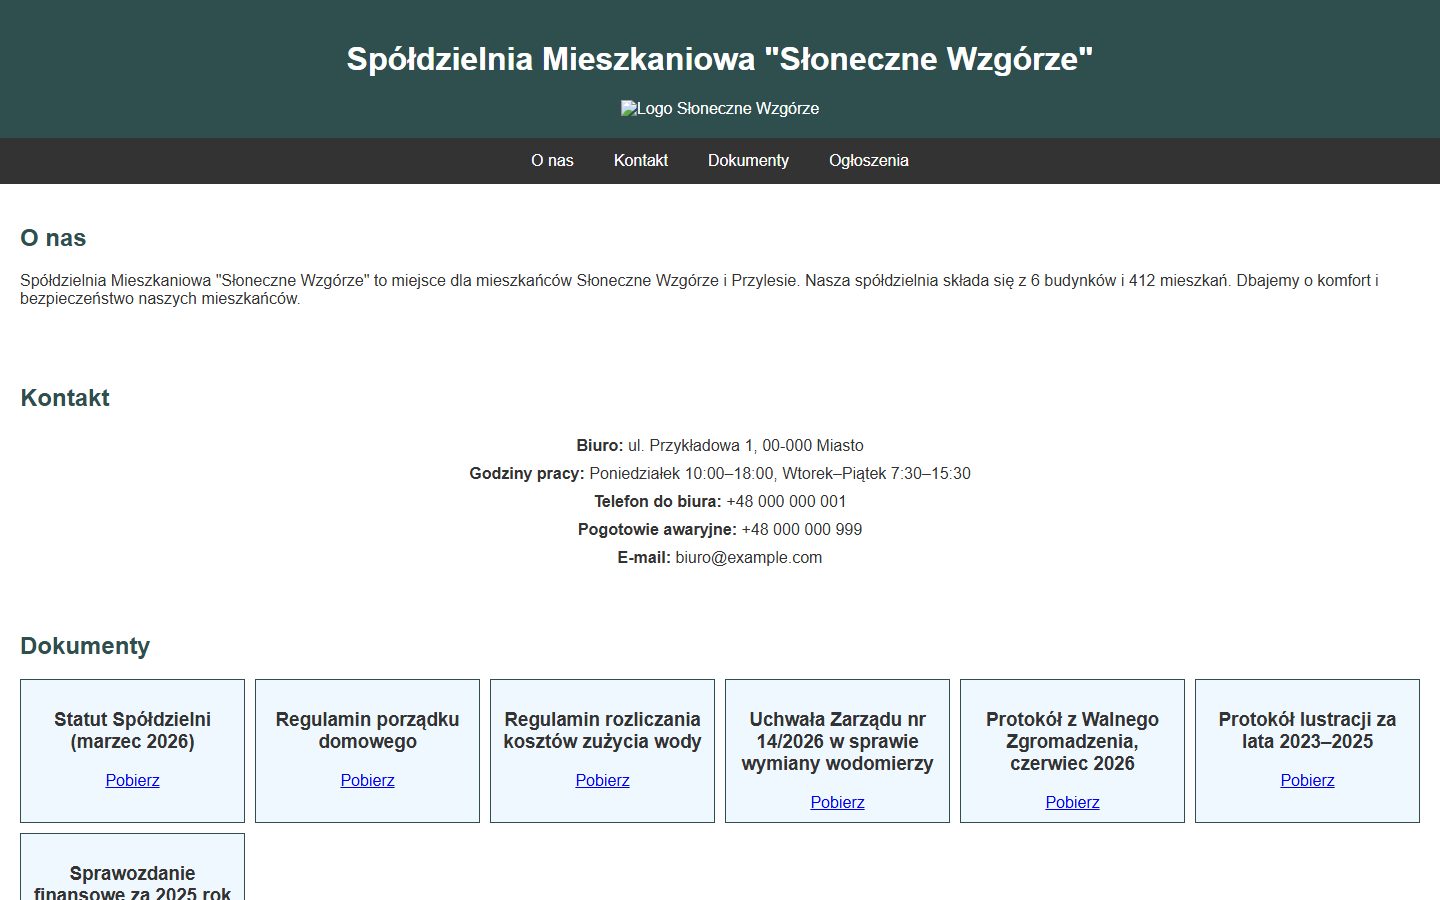 Spółdzielnia Mieszkaniowa "Słoneczne Wzgórze"
Logo Słoneczne Wzgórze
O nas Kontakt Dokumenty Ogłoszenia
O nas
Spółdzielnia Mieszkaniowa "Słoneczne Wzgórze" to miejsce dla mieszkańców Słoneczne Wzgórze i Przylesie. Nasza spółdzielnia składa się z 6 budynków i 412 mieszkań. Dbajemy o komfort i
bezpieczeństwo naszych mieszkańców.
Kontakt
Biuro: ul. Przykładowa 1, 00-000 Miasto
Godziny pracy: Poniedziałek 10:00–18:00, Wtorek–Piątek 7:30–15:30
Telefon do biura: +48 000 000 001
Pogotowie awaryjne: +48 000 000 999
E-mail: biuro@example.com
Dokumenty
Statut Spółdzielni
(marzec 2026)
Pobierz
Regulamin porządku
domowego
Pobierz
Regulamin rozliczania
kosztów zużycia wody
Pobierz
Uchwała Zarządu nr
14/2026 w sprawie
wymiany wodomierzy
Pobierz
Protokół z Walnego
Zgromadzenia,
czerwiec 2026
Pobierz
Protokół lustracji za
lata 2023–2025
Pobierz
Sprawozdanie
finansowe za 2025 rok